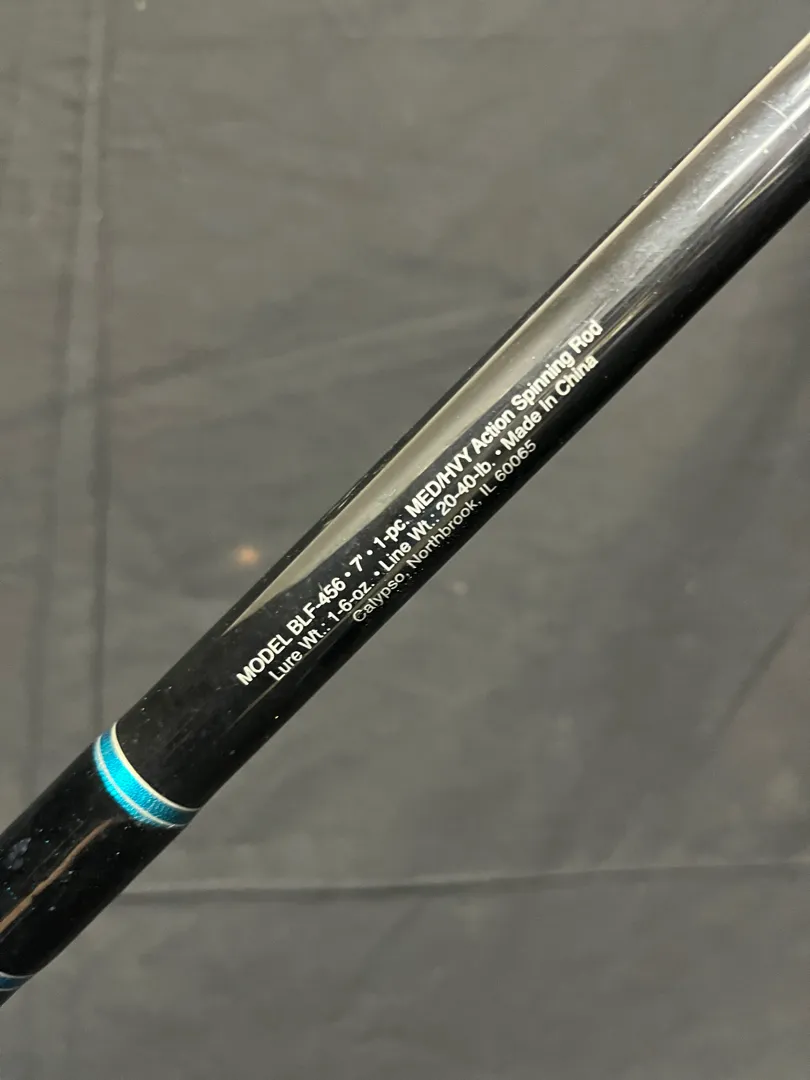 MODEL BLF-456 • 7' • 1-pc. MED/HVY Action Spinning Rod
Lure Wt.: 1-6-oz. • Line Wt.: 20-40-lb. • Made In China
Calypso, Northbrook, IL 60065